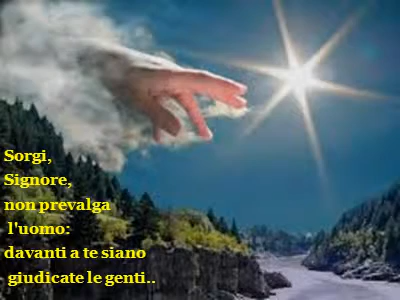 Sorgi,
Signore,
non prevalga
l'uomo:
davanti a te siano
giudicate le genti..